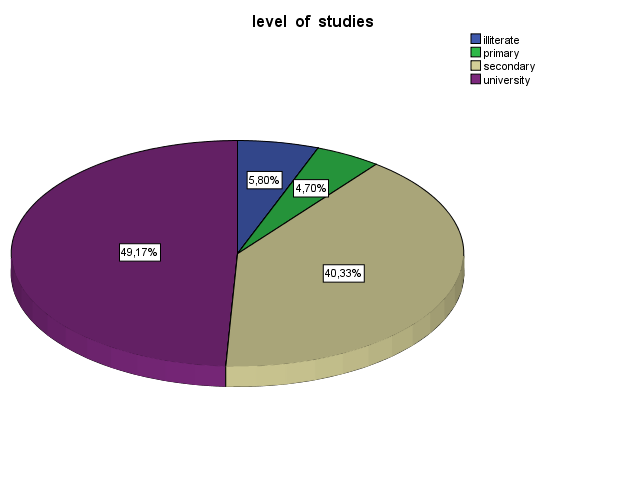 level of studies
illiterate
primary
secondary
university
5,80%
4,70%
49,17%
40,33%